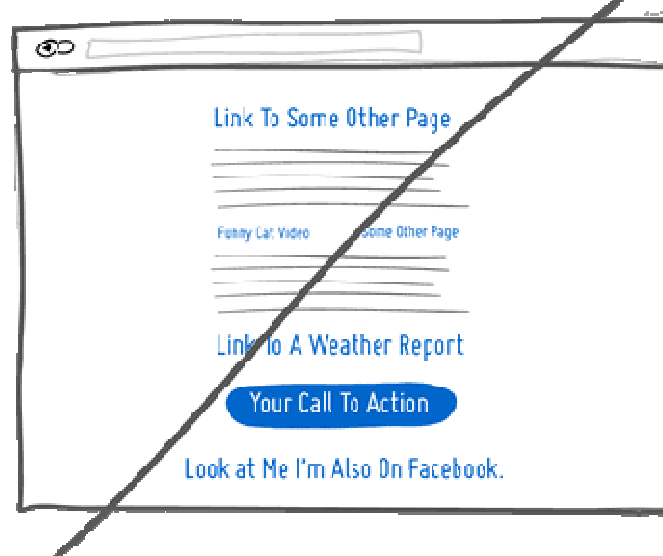 Link To Some Other Page
Funny Cat Video
Some Other Page
Link To A Weather Report
Your Call To Action
Look at Me I'm Also On Facebook.